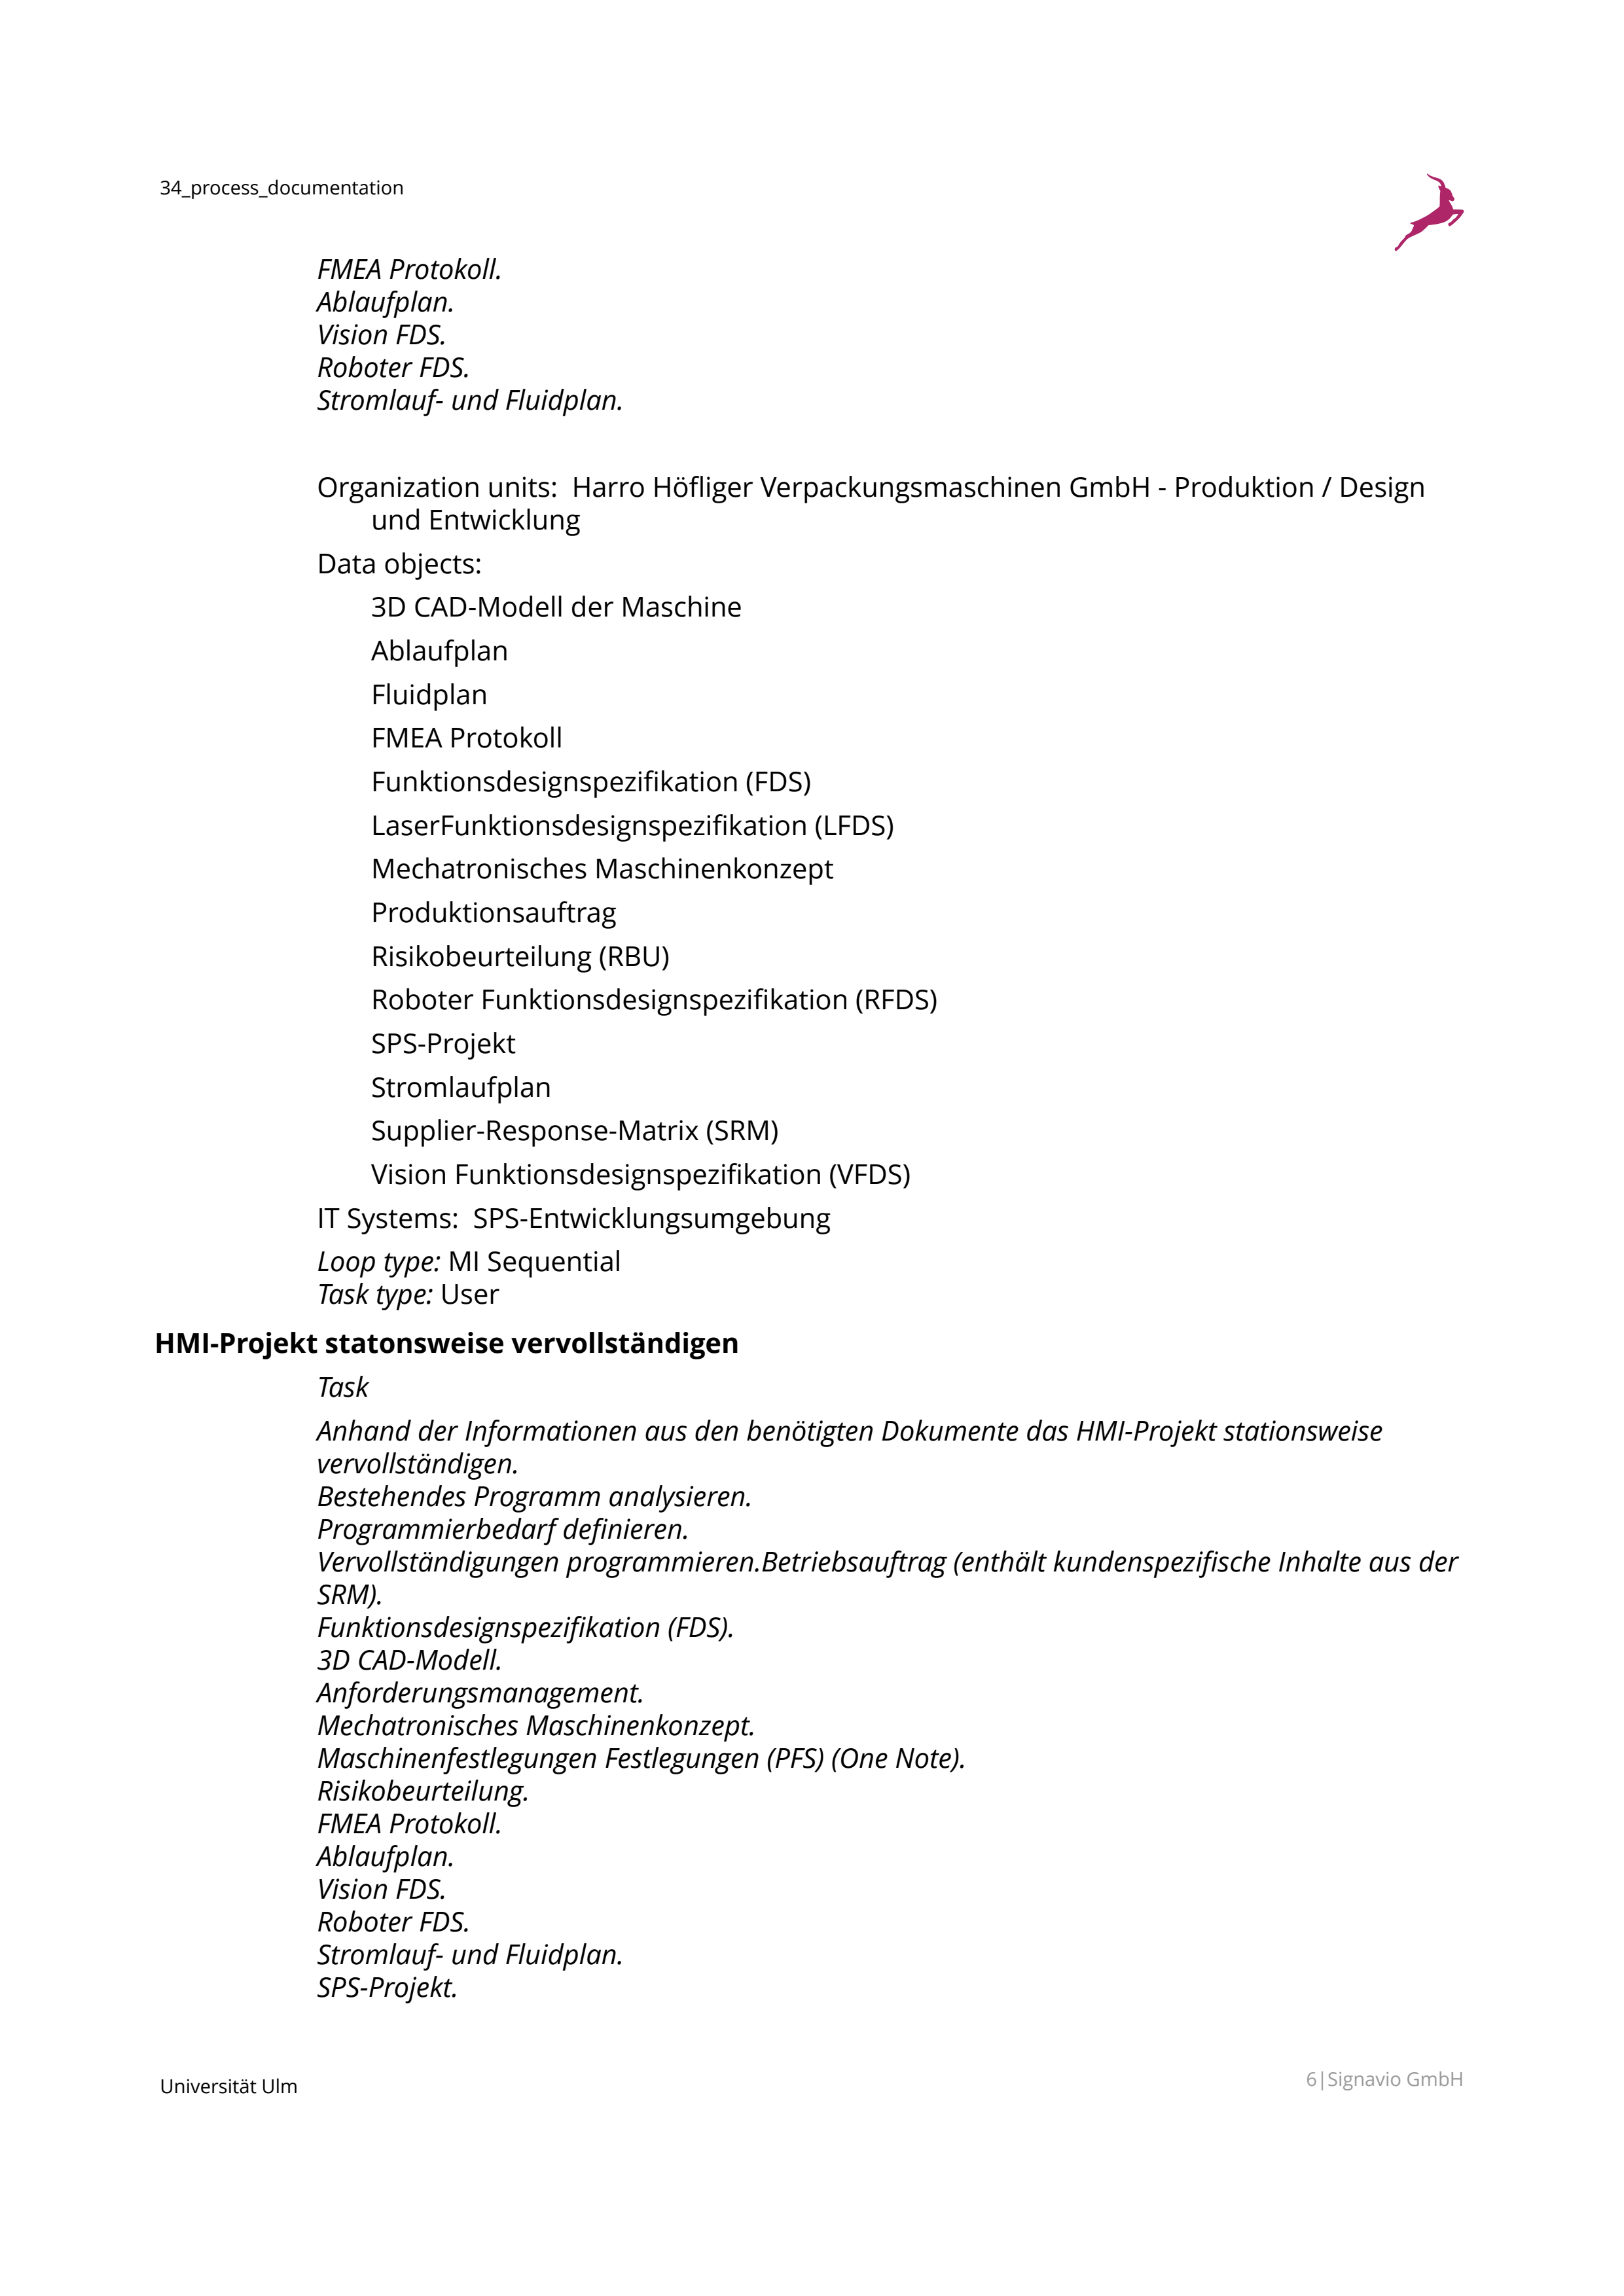 34_process_documentation
FMEA Protokoll.
Ablaufplan.
Vision FDS.
Roboter FDS.
Stromlauf- und Fluidplan.
Organization units:  Harro Höfliger Verpackungsmaschinen GmbH - Produktion / Design
und Entwicklung
Data objects:
3D CAD-Modell der Maschine
Ablaufplan
Fluidplan
FMEA Protokoll
Funktionsdesignspezifikation (FDS)
LaserFunktionsdesignspezifikation (LFDS)
Mechatronisches Maschinenkonzept
Produktionsauftrag
Risikobeurteilung (RBU)
Roboter Funktionsdesignspezifikation (RFDS)
SPS-Projekt
Stromlaufplan
Supplier-Response-Matrix (SRM)
Vision Funktionsdesignspezifikation (VFDS)
IT Systems:  SPS-Entwicklungsumgebung
Loop type: MI Sequential
Task type: User
HMI-Projekt statonsweise vervollständigen
Task
Anhand der Informationen aus den benötigten Dokumente das HMI-Projekt stationsweise
vervollständigen.
Bestehendes Programm analysieren.
Programmierbedarf definieren.
Vervollständigungen programmieren.Betriebsauftrag (enthält kundenspezifische Inhalte aus der
SRM).
Funktionsdesignspezifikation (FDS).
3D CAD-Modell.
Anforderungsmanagement.
Mechatronisches Maschinenkonzept.
Maschinenfestlegungen Festlegungen (PFS) (One Note).
Risikobeurteilung.
FMEA Protokoll.
Ablaufplan.
Vision FDS.
Roboter FDS.
Stromlauf- und Fluidplan.
SPS-Projekt.
Universität Ulm
6|Signavio GmbH